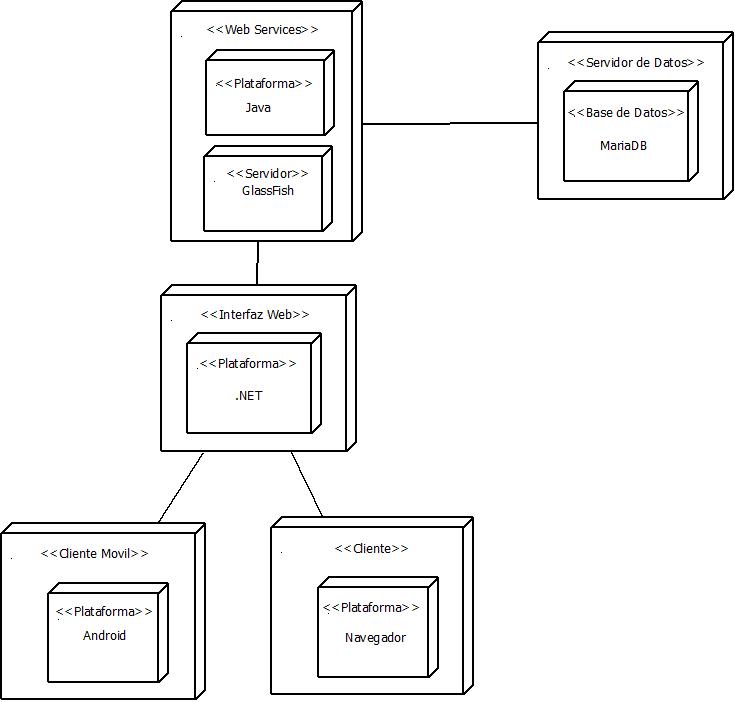 <<Web Services>>
<<Plataforma>>
Java
<<Servidor>>
GlassFish
<<Servidor de Datos>>
<<Base de Datos>>
MariaDB
<<Interfaz Web>>
<<Plataforma>>
.NET
<<Cliente Movil>>
<<Plataforma>>
Android
<<Cliente>>
<<Plataforma>>
Navegador